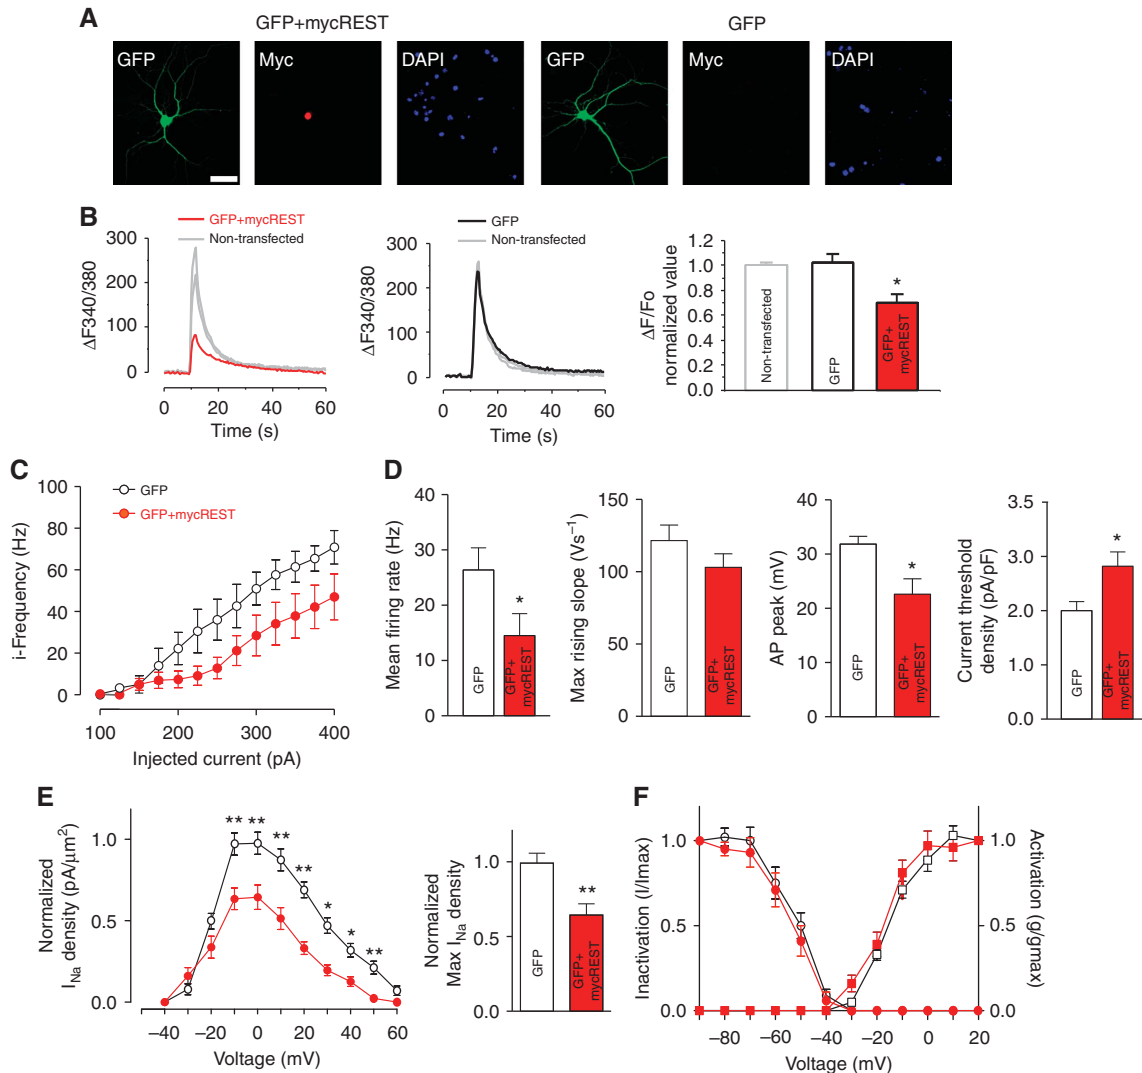 A
GFP+mycREST
GFP
GFP
Myc
DAPI
GFP
Myc
DAPI
B
GFP+mycREST
Non-transfected
300
200
100
0
ΔF340/380
0 20 40 60
Time (s)
GFP
Non-transfected
300
200
100
0
ΔF340/380
0 20 40 60
Time (s)
1.2
1.0
0.8
0.6
0.4
0.2
0.0
ΔF/Fo
normalized value
Non-transfected
GFP
GFP+
mycREST
*
C
GFP
GFP+mycREST
100
80
60
40
20
0
i-Frequency (Hz)
100 200 300 400
Injected current (pA)
D
40
30
20
10
0
Mean firing rate (Hz)
GFP
GFP+
mycREST
*
150
100
50
0
Max rising slope (Vs⁻¹)
GFP
GFP+
mycREST
40
30
20
10
0
AP peak (mV)
GFP
GFP+
mycREST
*
3.5
3.0
2.0
1.0
0.0
Current threshold
density (pA/pF)
GFP
GFP+
mycREST
*
E
1.0
0.5
0.0
Normalized
I_Na density (pA/μm²)
** ** ** ** * * **
–40 –20 0 20 40 60
Voltage (mV)
1.0
0.5
0.0
Normalized
Max I_Na density
GFP
GFP+
mycREST
**
F
1.0
0.5
0.0
Inactivation (I/Imax)
1.0
0.5
0.0
Activation (g/gmax)
–80 –60 –40 –20 0 20
Voltage (mV)